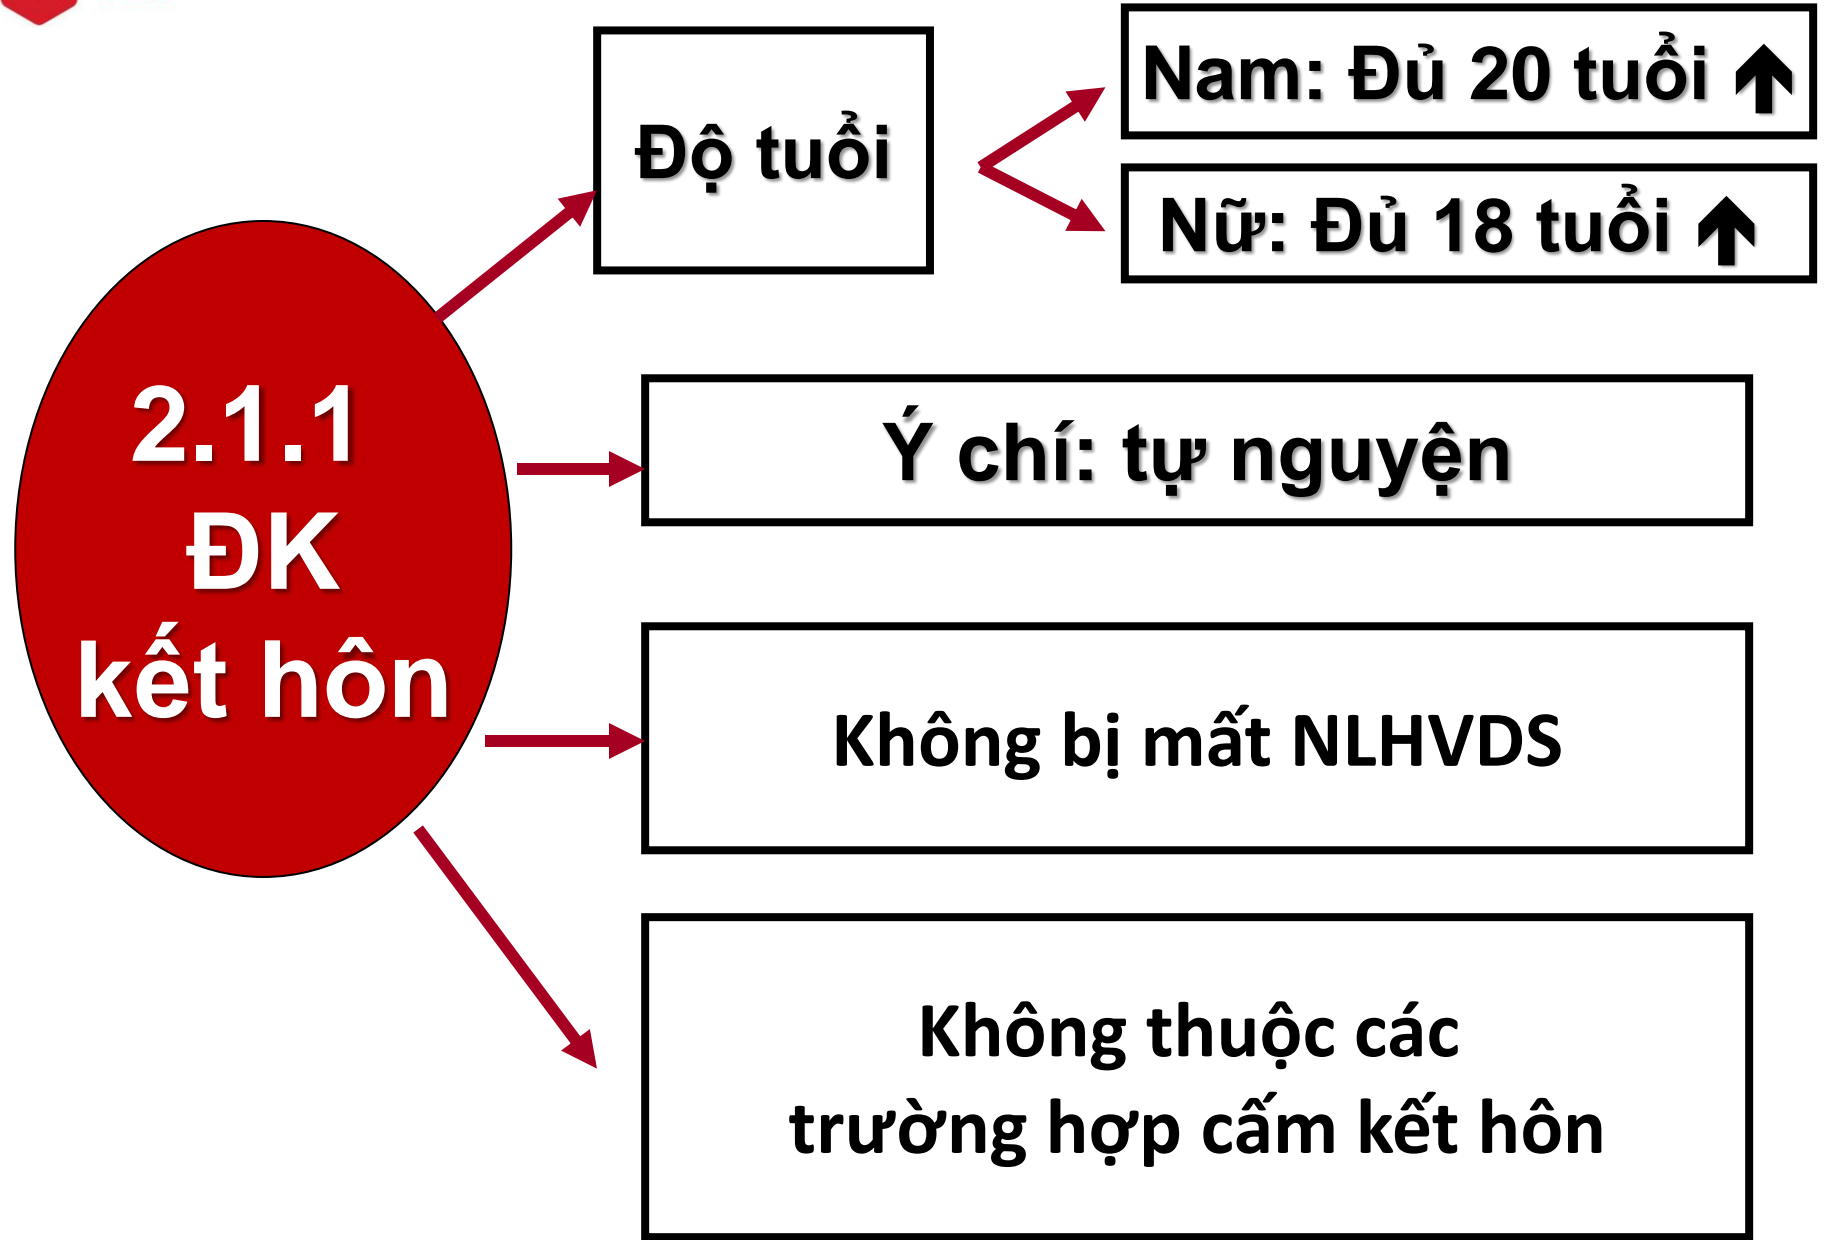 2.1.1
ĐK
kết hôn
Độ tuổi
Nam: Đủ 20 tuổi ↑
Nữ: Đủ 18 tuổi ↑
Ý chí: tự nguyện
Không bị mất NLHVDS
Không thuộc các
trường hợp cấm kết hôn